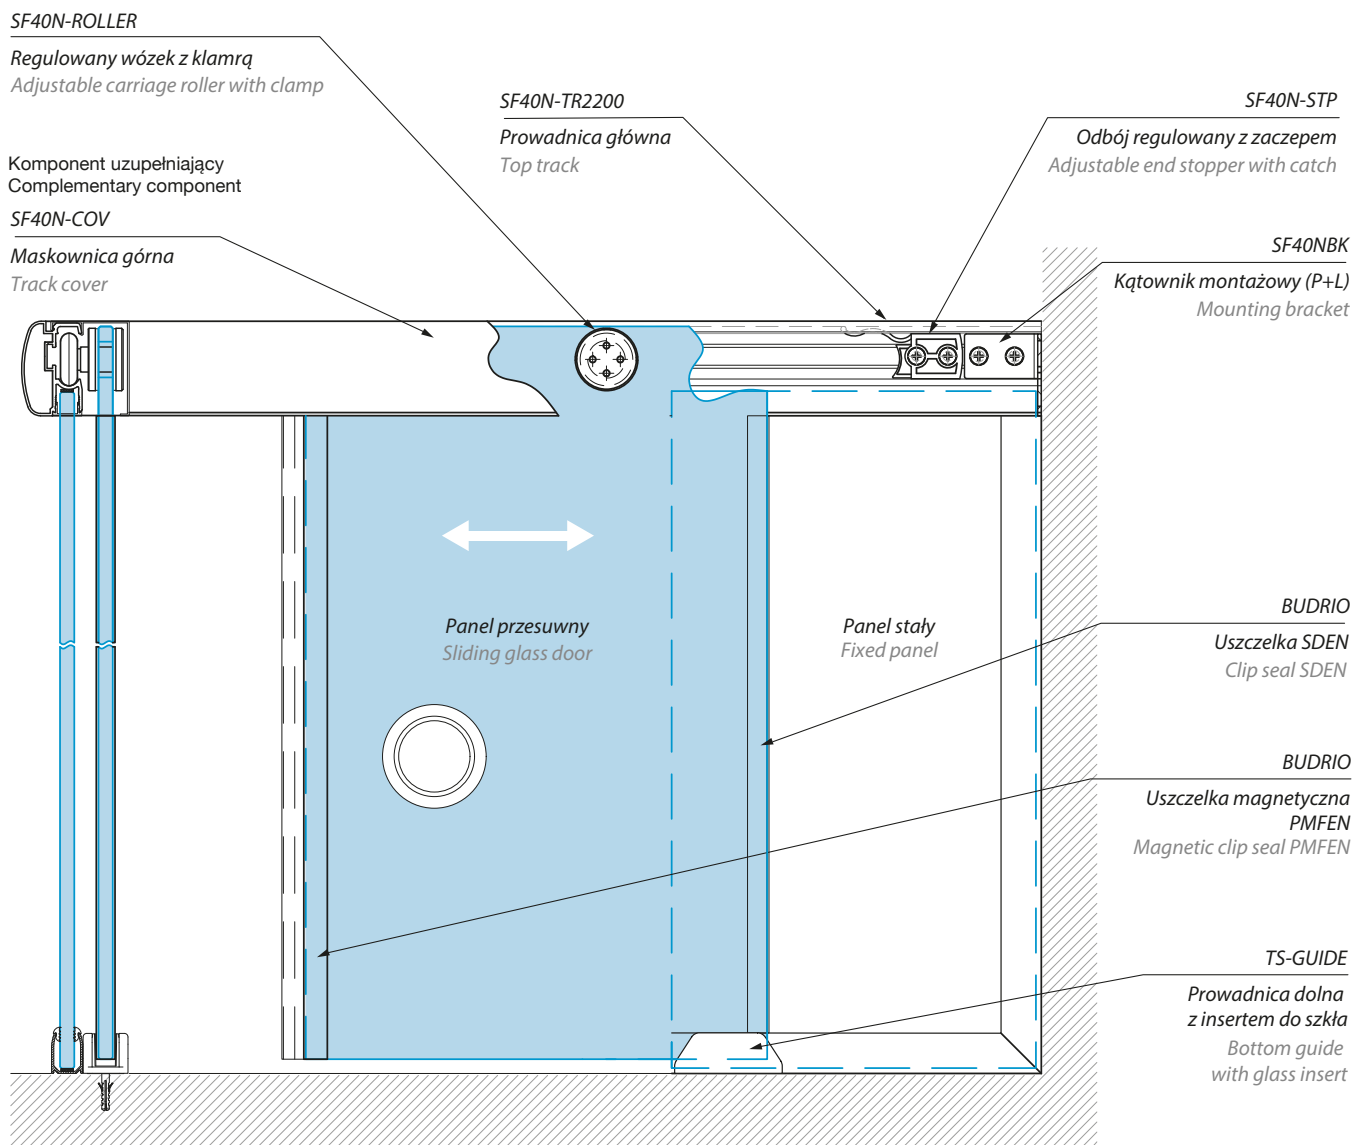 SF40N-ROLLER
Regulowany wózek z klamrą
Adjustable carriage roller with clamp
Komponent uzupełniający
Complementary component
SF40N-COV
Maskownica górna
Track cover
SF40N-TR2200
Prowadnica główna
Top track
SF40N-STP
Odbój regulowany z zaczepem
Adjustable end stopper with catch
SF40NBK
Kątownik montażowy (P+L)
Mounting bracket
Panel przesuwny
Sliding glass door
Panel stały
Fixed panel
BUDRIO
Uszczelka SDEN
Clip seal SDEN
BUDRIO
Uszczelka magnetyczna
PMFEN
Magnetic clip seal PMFEN
TS-GUIDE
Prowadnica dolna
z insertem do szkła
Bottom guide
with glass insert